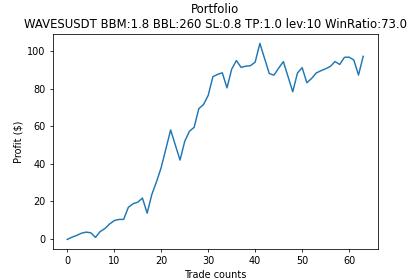 Portfolio
WAVESUSDT BBM:1.8 BBL:260 SL:0.8 TP:1.0 lev:10 WinRatio:73.0
100
80
60
40
20
0
Profit ($)
0 10 20 30 40 50 60
Trade counts